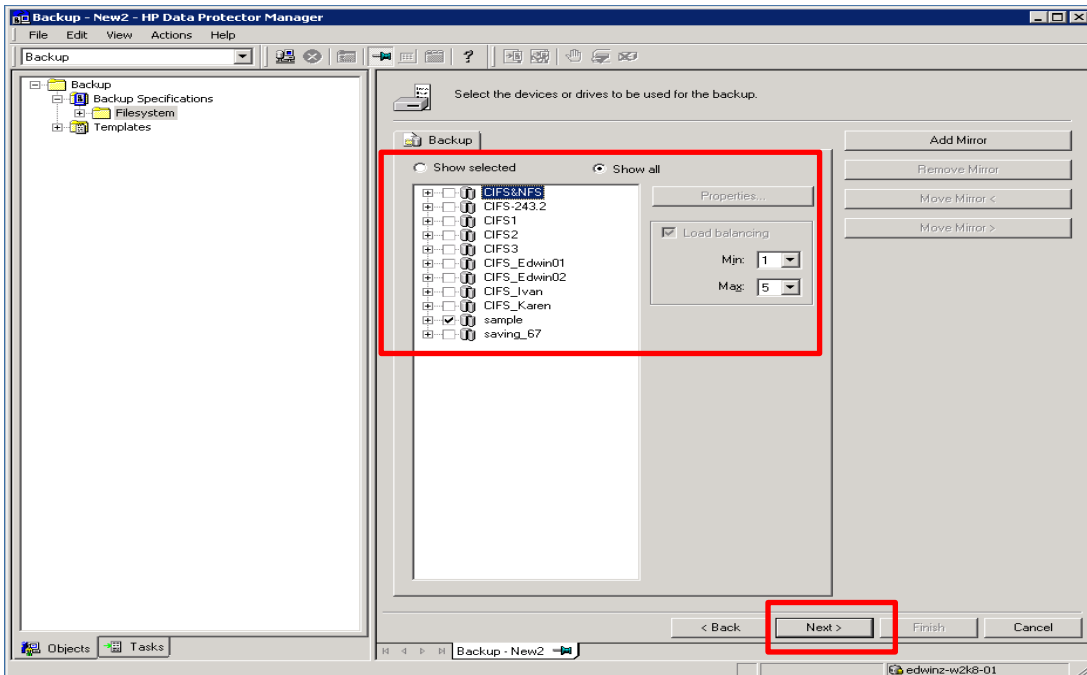 Backup - New2 - HP Data Protector Manager
File Edit View Actions Help
Backup
Backup
Backup Specifications
Filesystem
Templates
Select the devices or drives to be used for the backup.
Backup
Show selected Show all
CIFS&NFS
CIFS-243.2
CIFS1
CIFS2
CIFS3
CIFS_Edwin01
CIFS_Edwin02
CIFS_Ivan
CIFS_Karen
sample
saving_67
Properties...
Load balancing
Min: 1
Max: 5
Add Mirror
Remove Mirror
Move Mirror <
Move Mirror >
< Back Next > Finish Cancel
Objects Tasks
Backup - New2
edwinz-w2k8-01